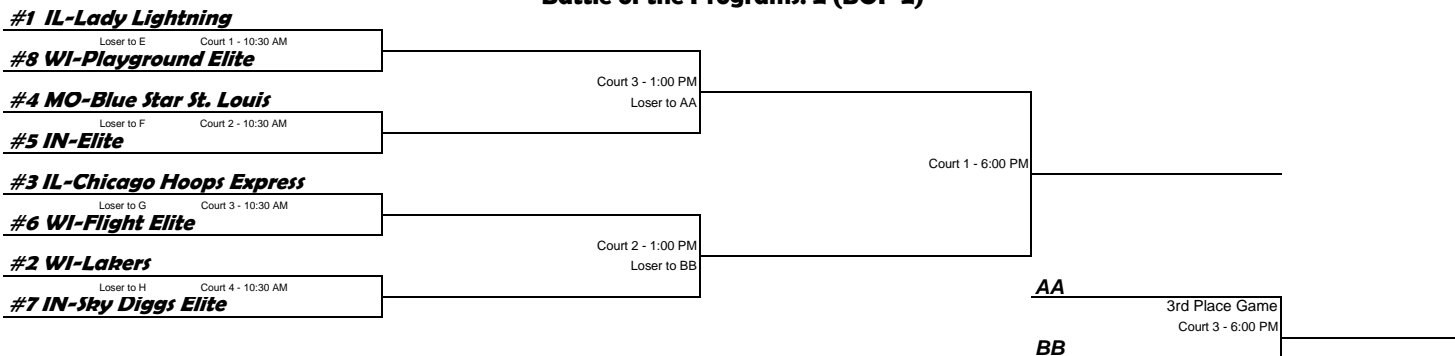 Battle of the Programs: 2 (BOP 2)
#1 IL-Lady Lightning
Loser to E Court 1 - 10:30 AM
#8 WI-Playground Elite
Court 3 - 1:00 PM
#4 MO-Blue Star St. Louis
Loser to AA
Loser to F Court 2 - 10:30 AM
#5 IN-Elite
Court 1 - 6:00 PM
#3 IL-Chicago Hoops Express
Loser to G Court 3 - 10:30 AM
#6 WI-Flight Elite
Court 2 - 1:00 PM
#2 WI-Lakers
Loser to BB
Loser to H Court 4 - 10:30 AM
#7 IN-Sky Diggs Elite
AA
3rd Place Game
Court 3 - 6:00 PM
BB